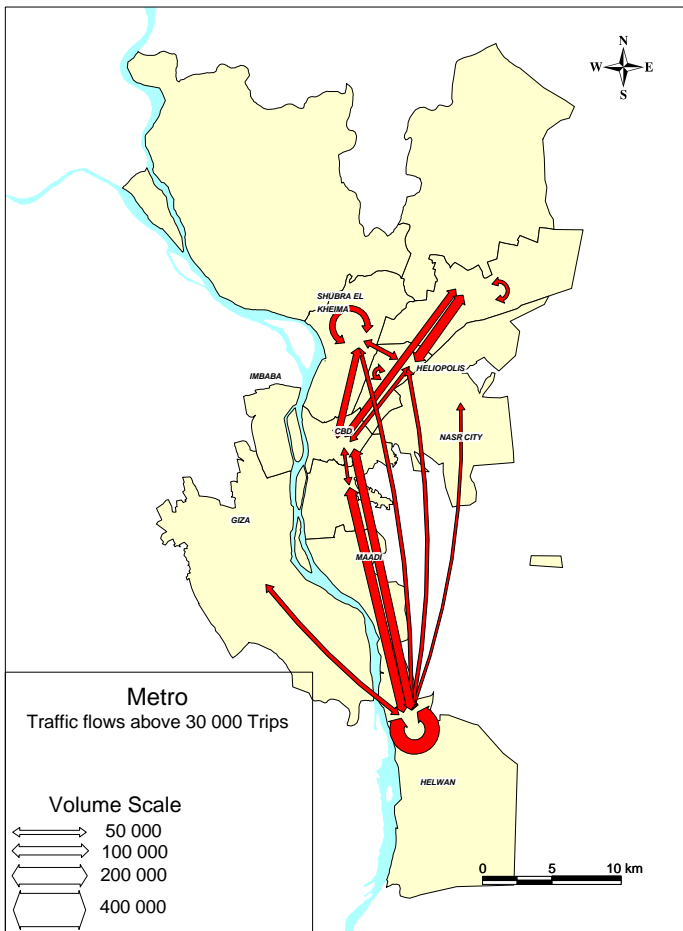 N
W E
S
SHUBRA EL
KHEIMA
IMBABA
HELIOPOLIS
CBD
NASR CITY
GIZA
MAADI
Metro
Traffic flows above 30 000 Trips
HELWAN
Volume Scale
50 000
100 000
200 000
400 000
0 5 10 km